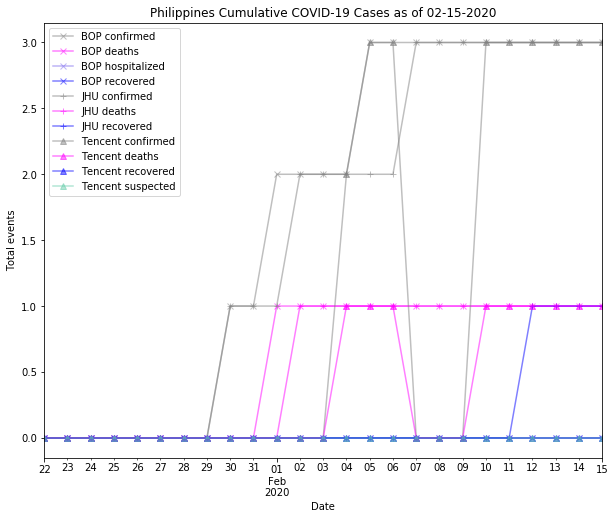 Philippines Cumulative COVID-19 Cases as of 02-15-2020
BOP confirmed
BOP deaths
BOP hospitalized
BOP recovered
JHU confirmed
JHU deaths
JHU recovered
Tencent confirmed
Tencent deaths
Tencent recovered
Tencent suspected
Total events
3.0
2.5
2.0
1.5
1.0
0.5
0.0
22 23 24 25 26 27 28 29 30 31 01 02 03 04 05 06 07 08 09 10 11 12 13 14 15
Feb
2020
Date